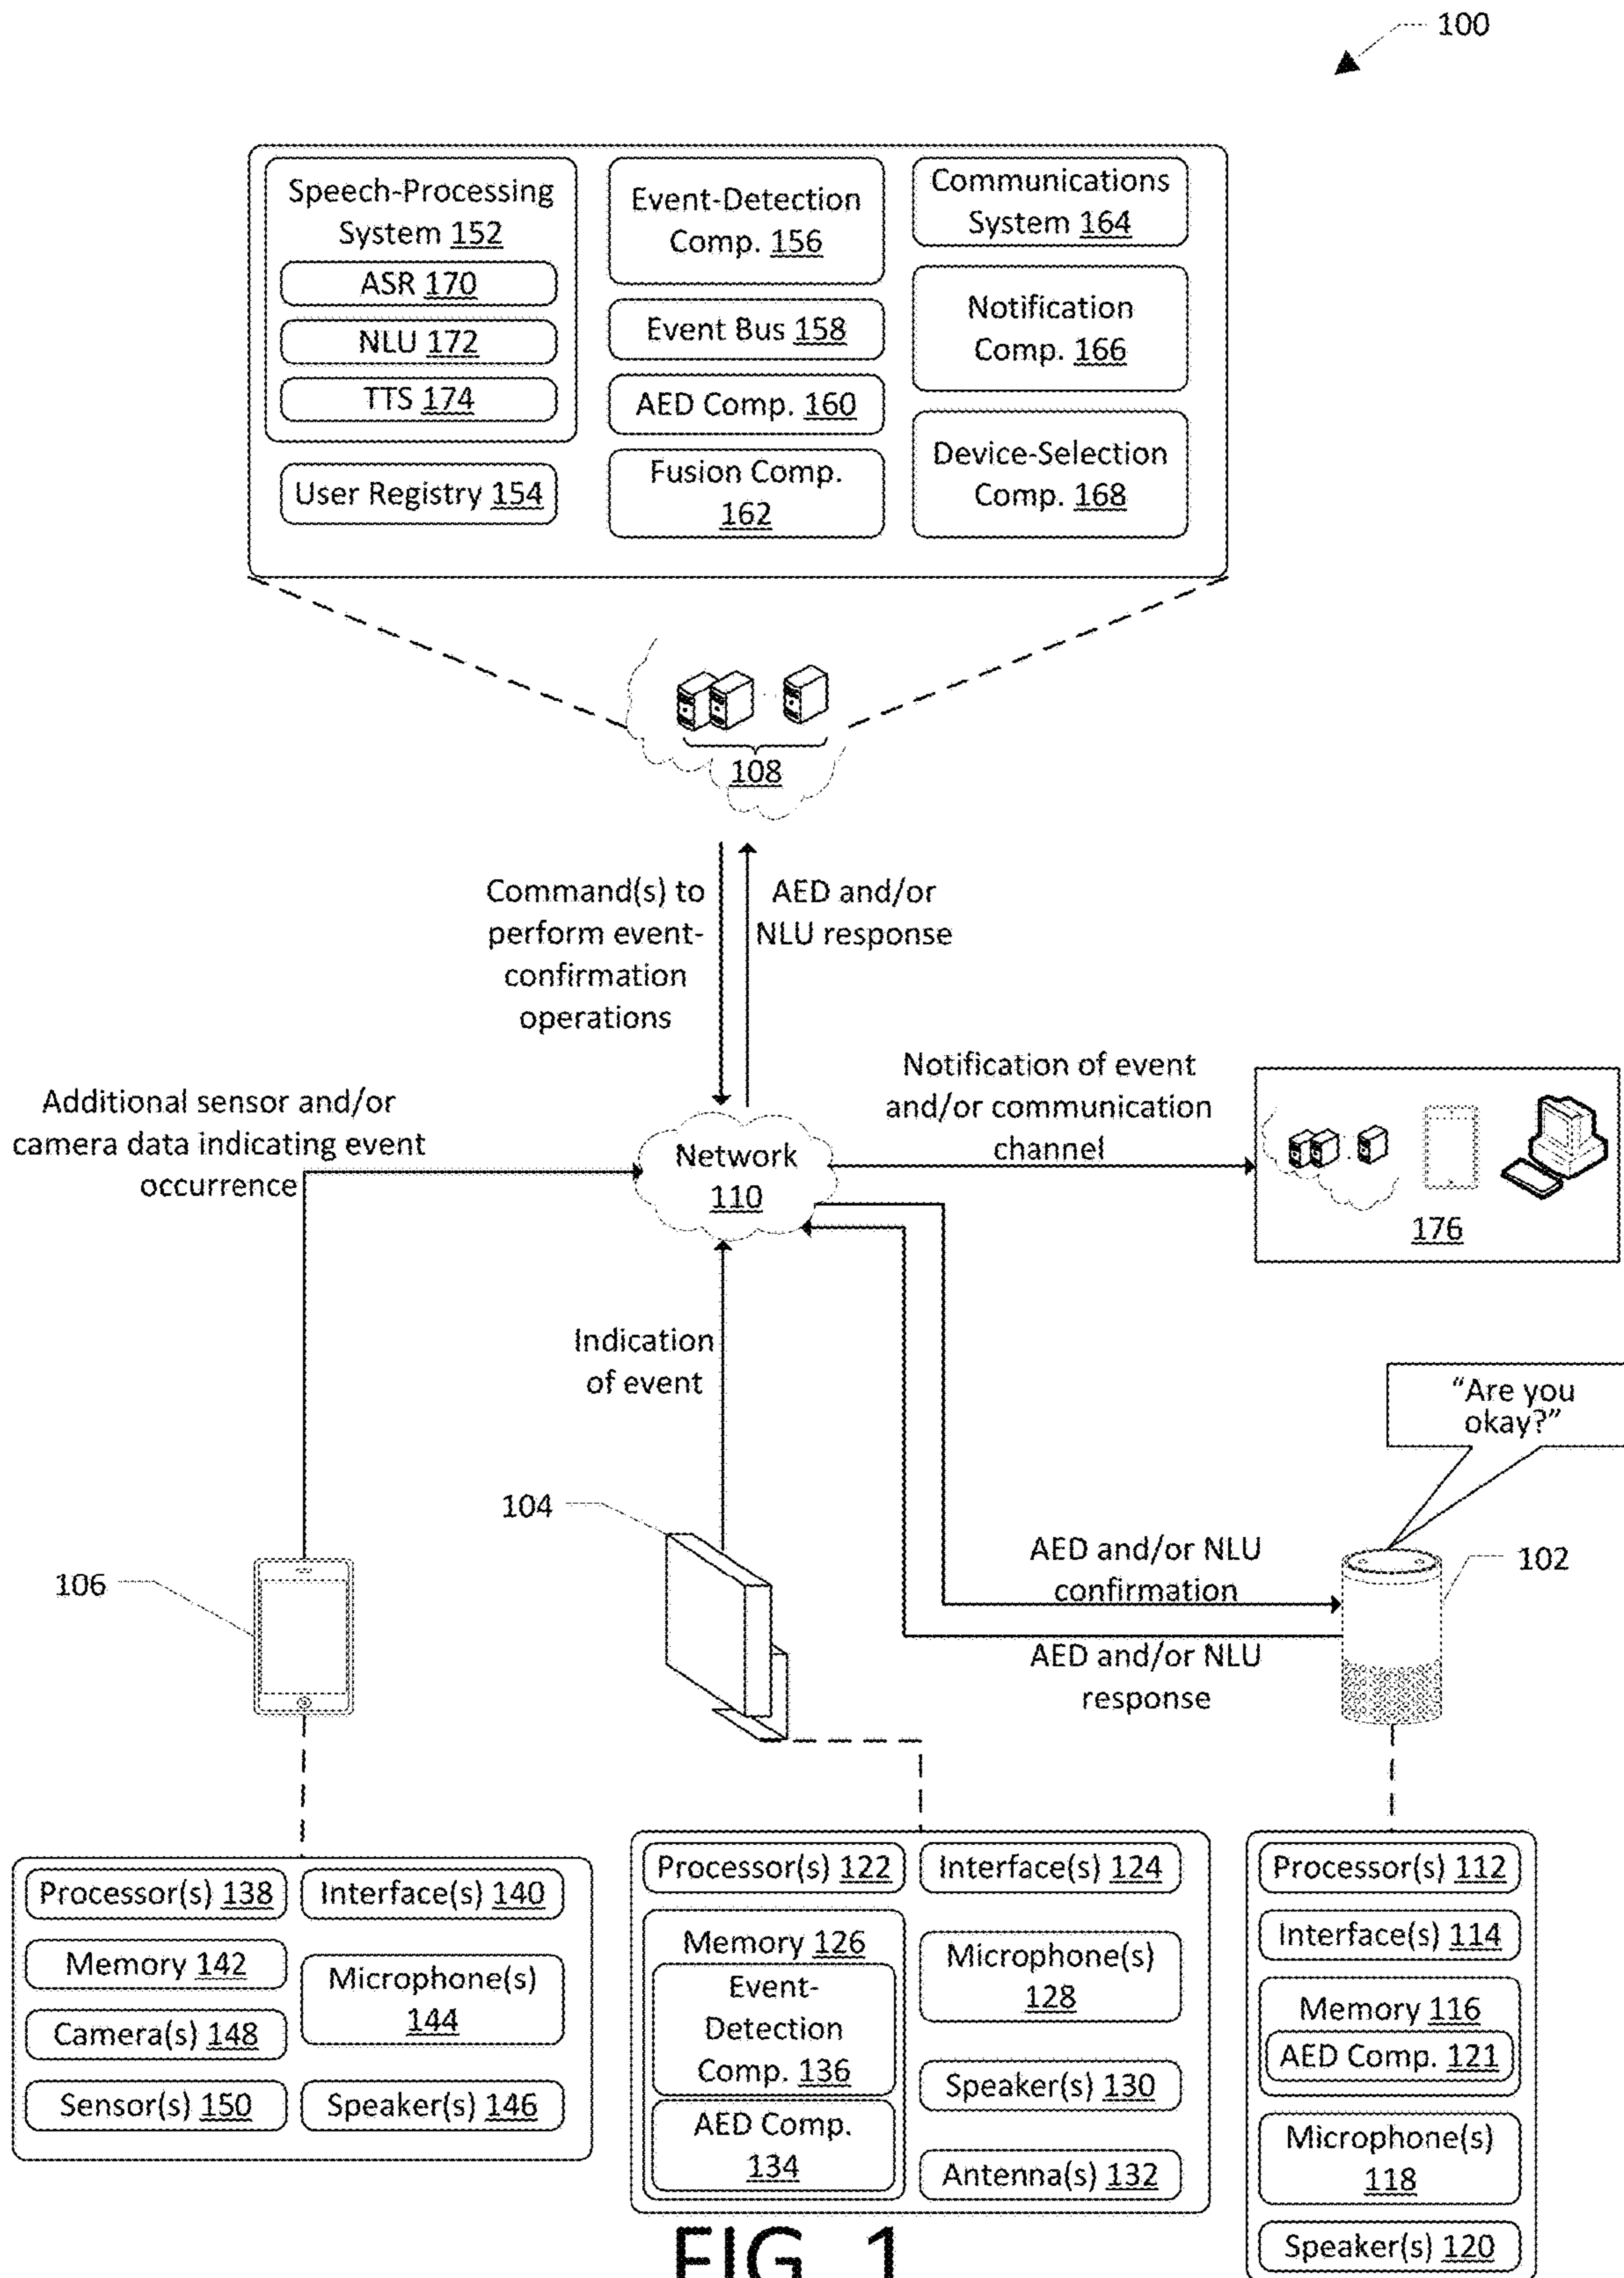 100
Speech-Processing
System 152
ASR 170
NLU 172
TTS 174
User Registry 154
Event-Detection
Comp. 156
Event Bus 158
AED Comp. 160
Fusion Comp.
162
Communications
System 164
Notification
Comp. 166
Device-Selection
Comp. 168
108
Command(s) to
perform event-
confirmation
operations
AED and/or
NLU response
Additional sensor and/or
camera data indicating event
occurrence
Network
110
Notification of event
and/or communication
channel
176
Indication
of event
"Are you
okay?"
104
106
102
AED and/or NLU
confirmation
AED and/or NLU
response
Processor(s) 138
Interface(s) 140
Memory 142
Microphone(s)
144
Camera(s) 148
Sensor(s) 150
Speaker(s) 146
Processor(s) 122
Interface(s) 124
Memory 126
Event-
Detection
Comp. 136
AED Comp.
134
Microphone(s)
128
Speaker(s) 130
Antenna(s) 132
Processor(s) 112
Interface(s) 114
Memory 116
AED Comp. 121
Microphone(s)
118
Speaker(s) 120
FIG. 1